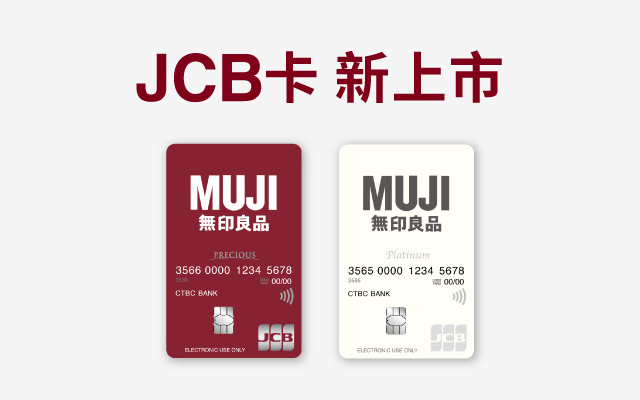 JCB卡 新上市
MUJI
無印良品
PRECIOUS
3566 0000 1234 5678
3566
00/00
CTBC BANK
JCB
ELECTRONIC USE ONLY
MUJI
無印良品
Platinum
3565 0000 1234 5678
3565
00/00
CTBC BANK
JCB
ELECTRONIC USE ONLY